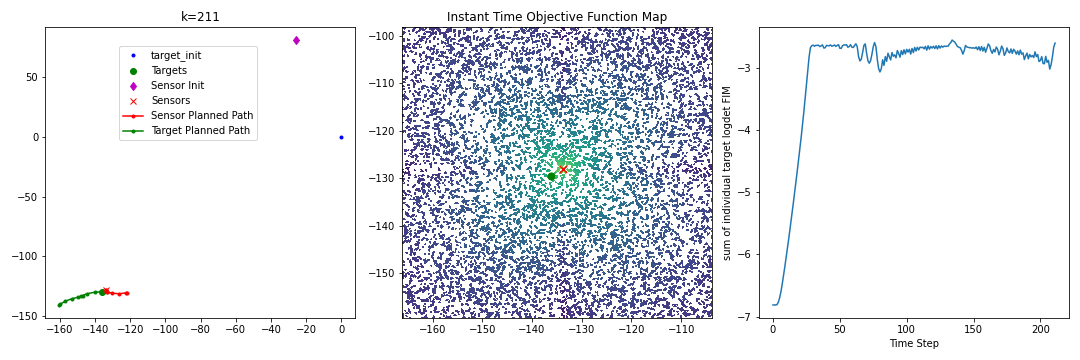 k=211
target_init
Targets
Sensor Init
Sensors
Sensor Planned Path
Target Planned Path
50
0
−50
−100
−150
−160 −140 −120 −100 −80 −60 −40 −20 0
Instant Time Objective Function Map
−100
−110
−120
−130
−140
−150
−160 −150 −140 −130 −120 −110
sum of individual target logdet FIM
−3
−4
−5
−6
−7
0 50 100 150 200
Time Step